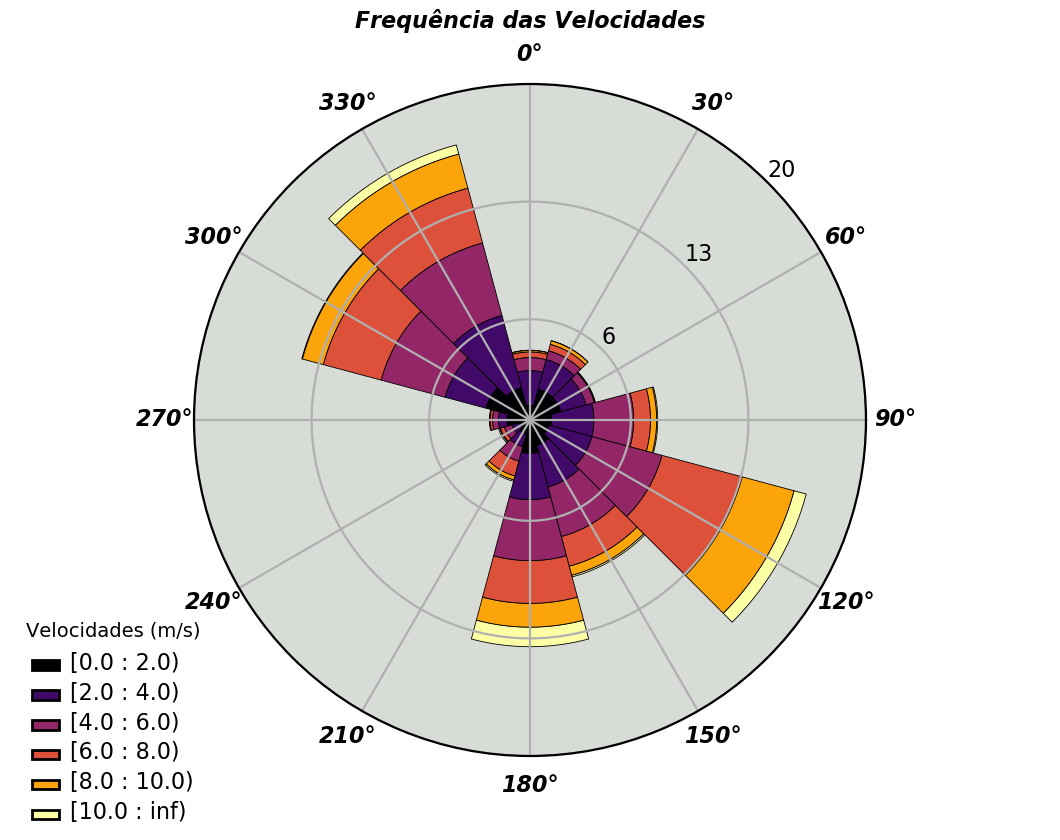 Frequência das Velocidades
0°
330°
30°
20
300°
60°
13
6
270°
90°
240°
120°
210°
150°
180°
Velocidades (m/s)
[0.0 : 2.0)
[2.0 : 4.0)
[4.0 : 6.0)
[6.0 : 8.0)
[8.0 : 10.0)
[10.0 : inf)